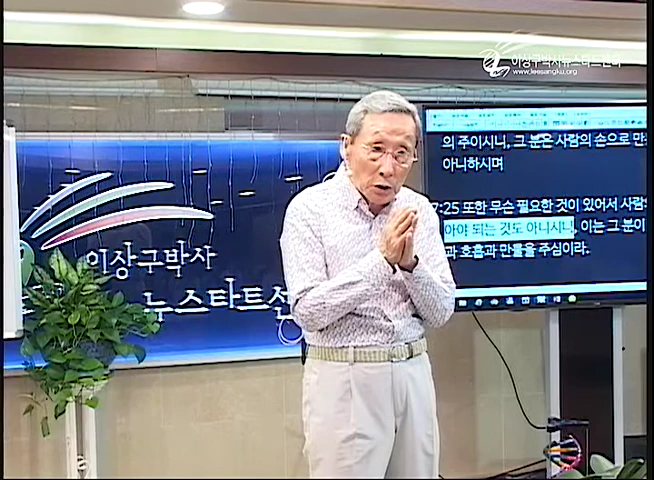 이상구박사뉴스타트센터
www.leesangku.org
의 주이시니, 그 분은 사람의 손으로 만
아니하시며
7:25 또한 무슨 필요한 것이 있어서 사람
아야 되는 것도 아니시니, 이는 그 분이
과 호흡과 만물을 주심이라.
이상구박사
뉴스타트센